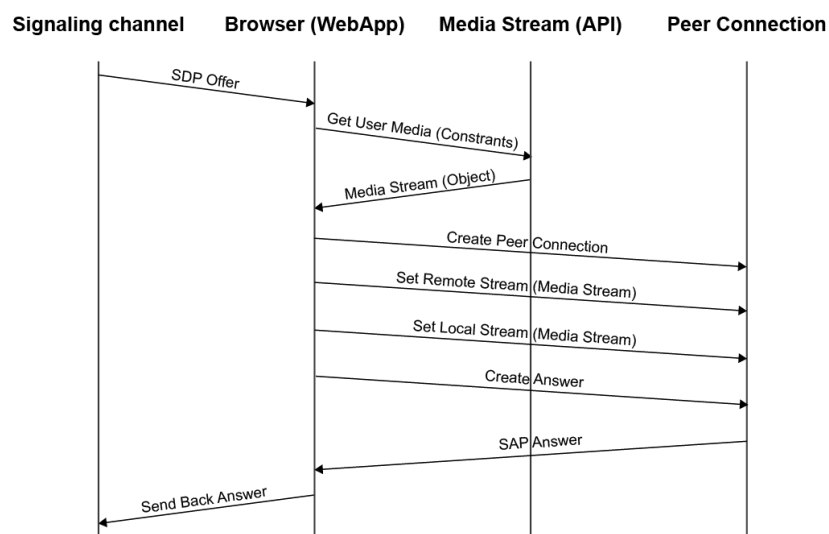 Signaling channel
Browser (WebApp)
Media Stream (API)
Peer Connection
SDP Offer
Get User Media (Constrants)
Media Stream (Object)
Create Peer Connection
Set Remote Stream (Media Stream)
Set Local Stream (Media Stream)
Create Answer
SAP Answer
Send Back Answer